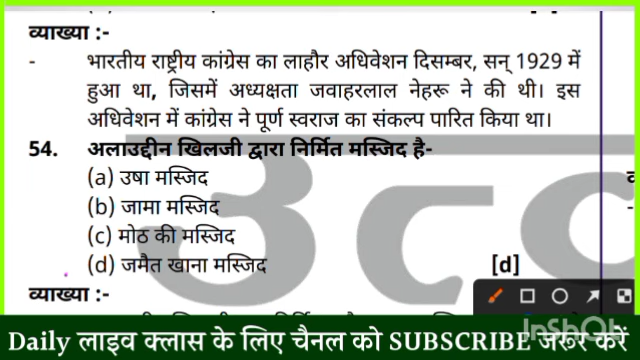 व्याख्या :-
- भारतीय राष्ट्रीय कांग्रेस का लाहौर अधिवेशन दिसम्बर, सन् 1929 में
हुआ था, जिसमें अध्यक्षता जवाहरलाल नेहरू ने की थी। इस
अधिवेशन में कांग्रेस ने पूर्ण स्वराज का संकल्प पारित किया था।
54. अलाउद्दीन खिलजी द्वारा निर्मित मस्जिद है-
(a) उषा मस्जिद
(b) जामा मस्जिद
(c) मोठ की मस्जिद
(d) जमैत खाना मस्जिद [d]
व्याख्या :-
InShOt
Daily लाइव क्लास के लिए चैनल को SUBSCRIBE जरूर करें